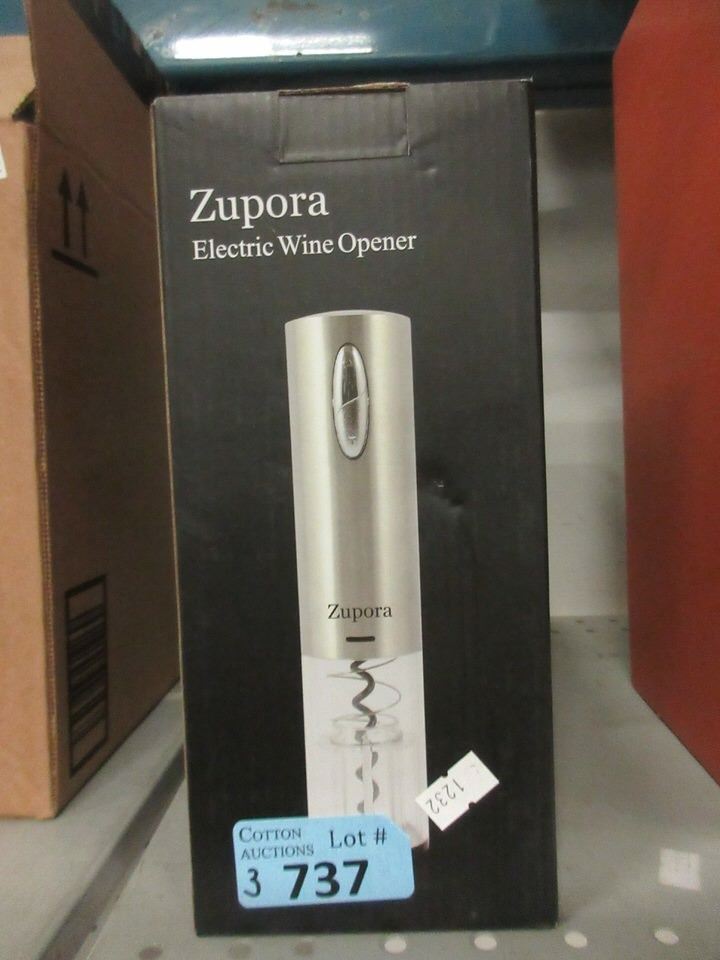 Zupora
Electric Wine Opener
Zupora
1232
COTTON AUCTIONS
Lot #
3 737